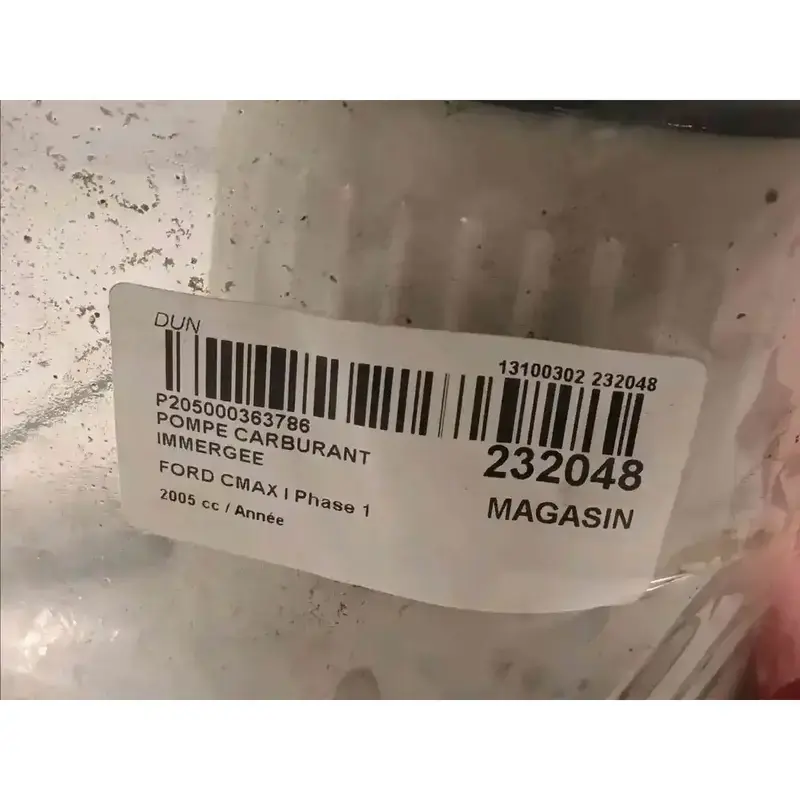 DUN
13100302 232048
P205000363786
POMPE CARBURANT
IMMERGEE
232048
FORD CMAX I Phase 1
MAGASIN
2005 cc / Année